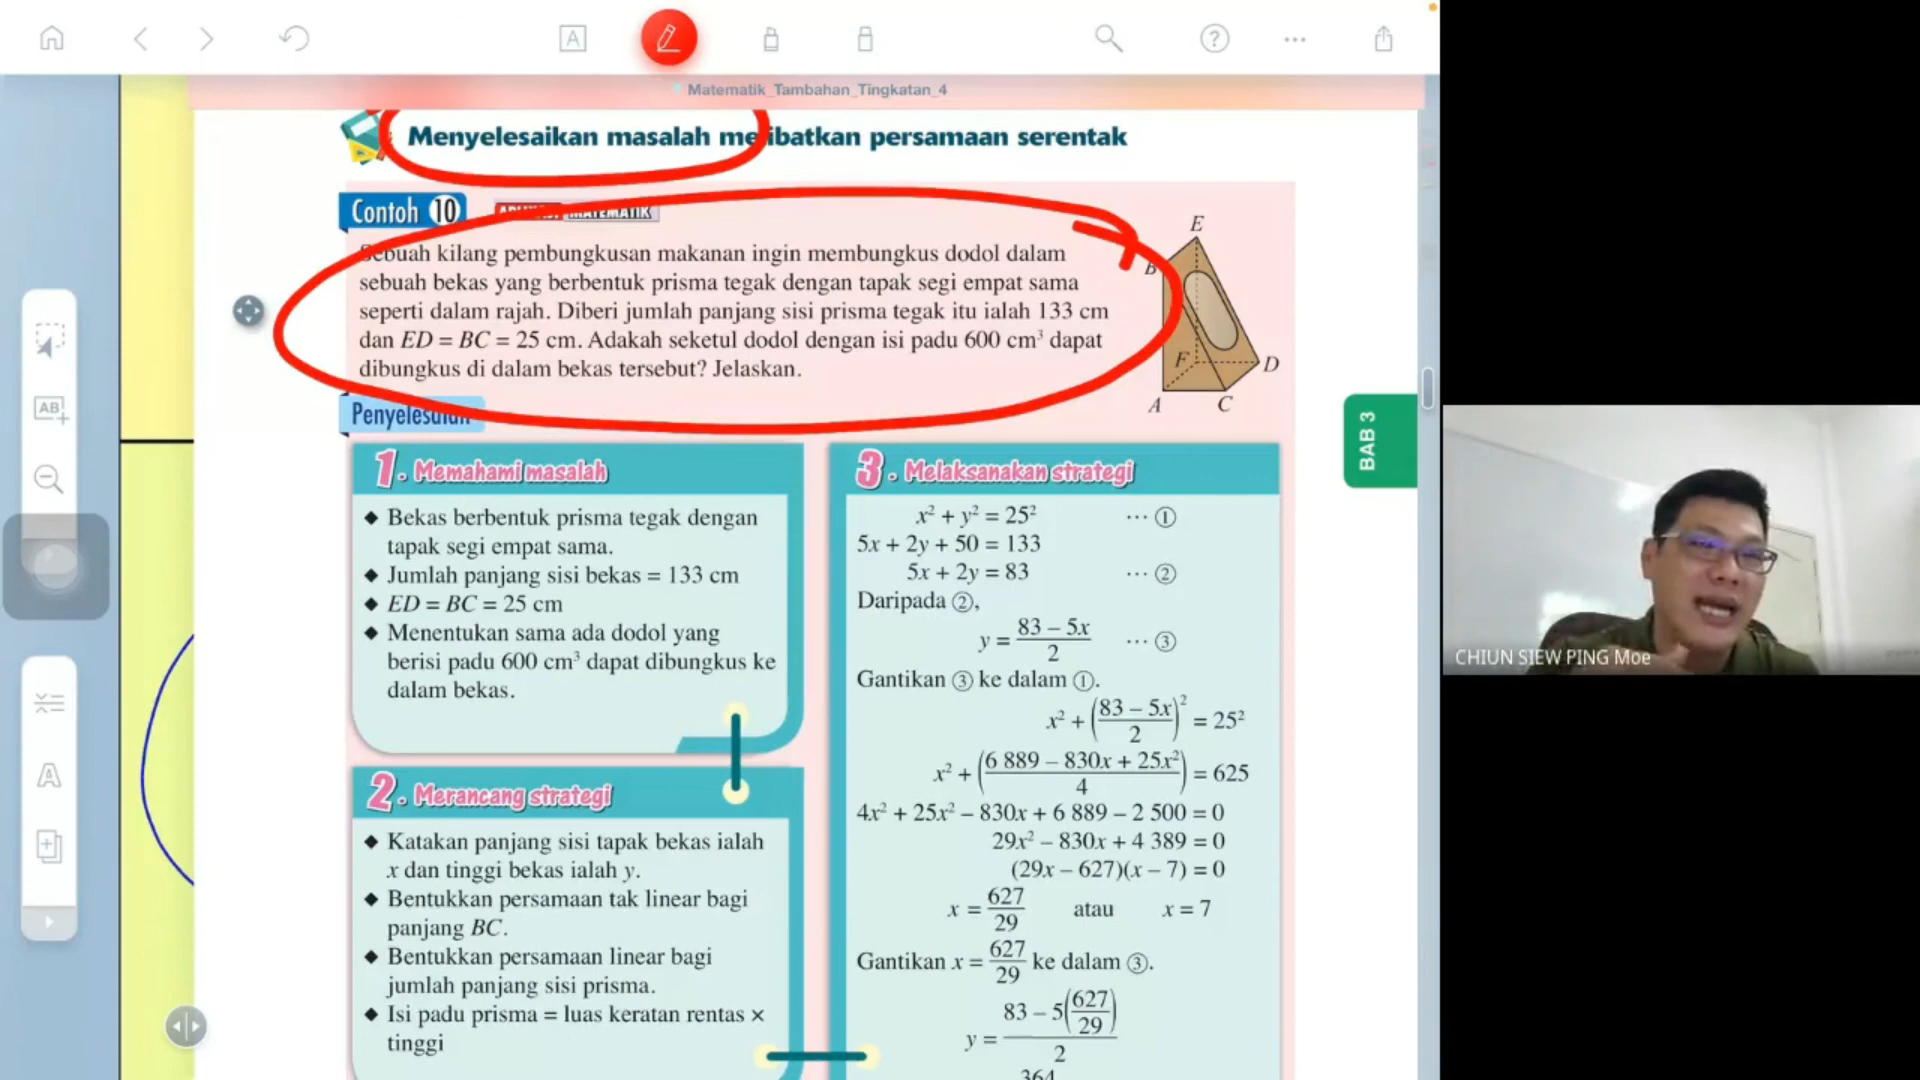 A
?
Matematik_Tambahan_Tingkatan_4
Menyelesaikan masalah melibatkan persamaan serentak
Contoh 10
APLIKASI MATEMATIK
Sebuah kilang pembungkusan makanan ingin membungkus dodol dalam
sebuah bekas yang berbentuk prisma tegak dengan tapak segi empat sama
seperti dalam rajah. Diberi jumlah panjang sisi prisma tegak itu ialah 133 cm
dan ED = BC = 25 cm. Adakah seketul dodol dengan isi padu 600 cm³ dapat
dibungkus di dalam bekas tersebut? Jelaskan.
E
B
F
D
A
C
Penyelesaian
1. Memahami masalah
◆ Bekas berbentuk prisma tegak dengan
tapak segi empat sama.
◆ Jumlah panjang sisi bekas = 133 cm
◆ ED = BC = 25 cm
◆ Menentukan sama ada dodol yang
berisi padu 600 cm³ dapat dibungkus ke
dalam bekas.
2. Merancang strategi
◆ Katakan panjang sisi tapak bekas ialah
x dan tinggi bekas ialah y.
◆ Bentukkan persamaan tak linear bagi
panjang BC.
◆ Bentukkan persamaan linear bagi
jumlah panjang sisi prisma.
◆ Isi padu prisma = luas keratan rentas ×
tinggi
3. Melaksanakan strategi
x² + y² = 25² ... ①
5x + 2y + 50 = 133
5x + 2y = 83 ... ②
Daripada ②,
y = (83 – 5x)/2 ... ③
Gantikan ③ ke dalam ①.
x² + ((83 – 5x)/2)² = 25²
x² + ((6 889 – 830x + 25x²)/4) = 625
4x² + 25x² – 830x + 6 889 – 2 500 = 0
29x² – 830x + 4 389 = 0
(29x – 627)(x – 7) = 0
x = 627/29 atau x = 7
Gantikan x = 627/29 ke dalam ③.
y = (83 – 5(627/29))/2
364
BAB 3
AB
A
CHIUN SIEW PING Moe